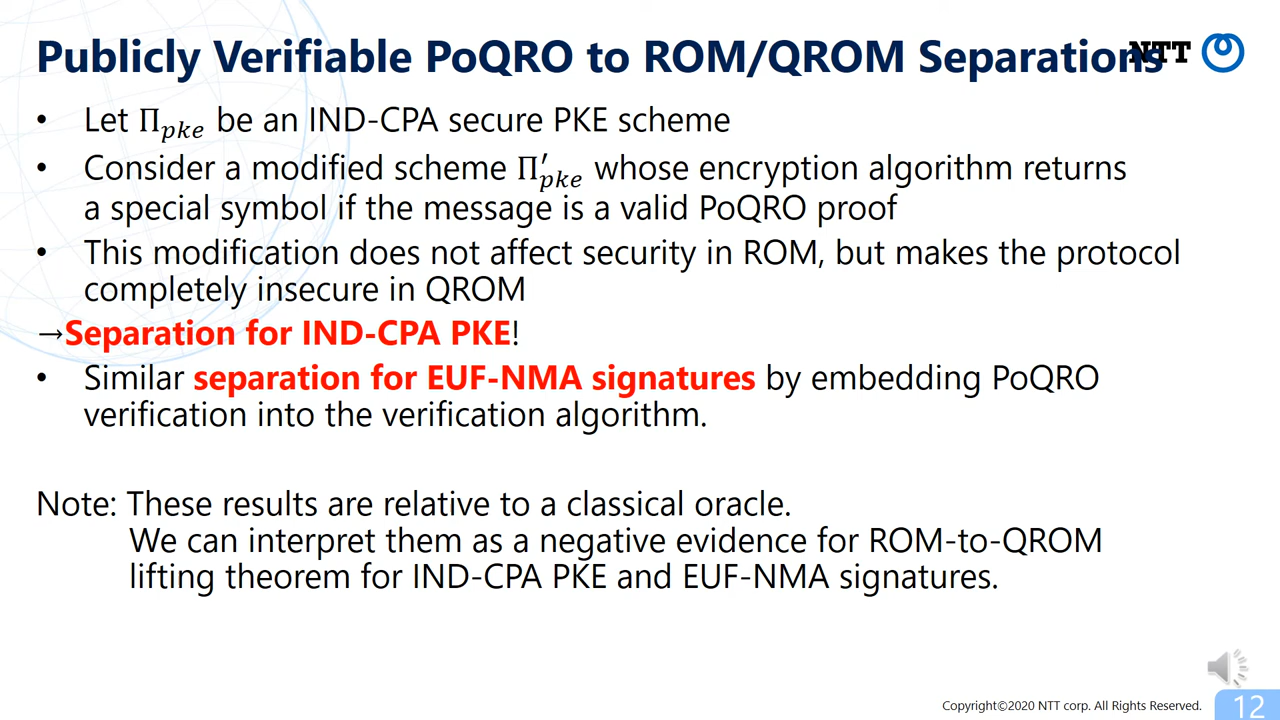 Publicly Verifiable PoQRO to ROM/QROM Separations
NTT
• Let Π_pke be an IND-CPA secure PKE scheme
• Consider a modified scheme Π′_pke whose encryption algorithm returns
a special symbol if the message is a valid PoQRO proof
• This modification does not affect security in ROM, but makes the protocol
completely insecure in QROM
→Separation for IND-CPA PKE!
• Similar separation for EUF-NMA signatures by embedding PoQRO
verification into the verification algorithm.
Note: These results are relative to a classical oracle.
We can interpret them as a negative evidence for ROM-to-QROM
lifting theorem for IND-CPA PKE and EUF-NMA signatures.
Copyright©2020 NTT corp. All Rights Reserved.
12